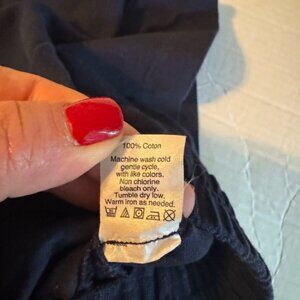 100% Coton
Machine wash cold
gentle cycle,
with like colors.
Non chlorine
bleach only.
Tumble dry low.
Warm iron as needed.